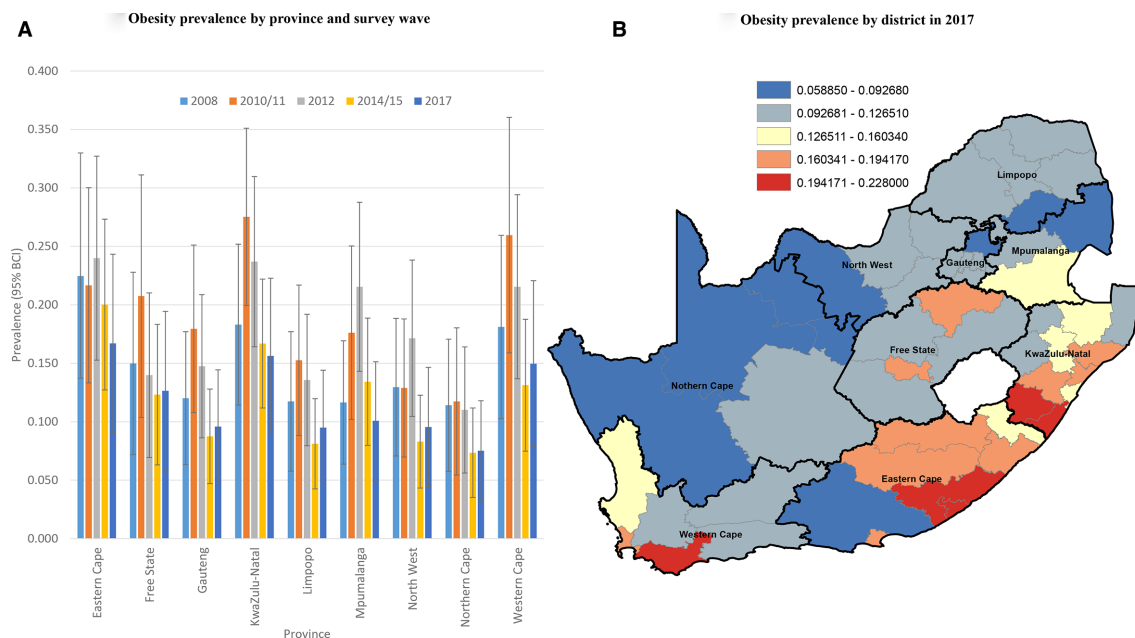 Obesity prevalence by province and survey wave
A
0.400
0.350
0.300
0.250
0.200
0.150
0.100
0.050
0.000
Prevalence (95% BCI)
2008 2010/11 2012 2014/15 2017
Eastern Cape
Free State
Gauteng
KwaZulu-Natal
Limpopo
Mpumalanga
North West
Northern Cape
Western Cape
Province
Obesity prevalence by district in 2017
B
0.058850 - 0.092680
0.092681 - 0.126510
0.126511 - 0.160340
0.160341 - 0.194170
0.194171 - 0.228000
Limpopo
Mpumalanga
North West
Gauteng
Free State
KwaZulu-Natal
Nothern Cape
Eastern Cape
Western Cape